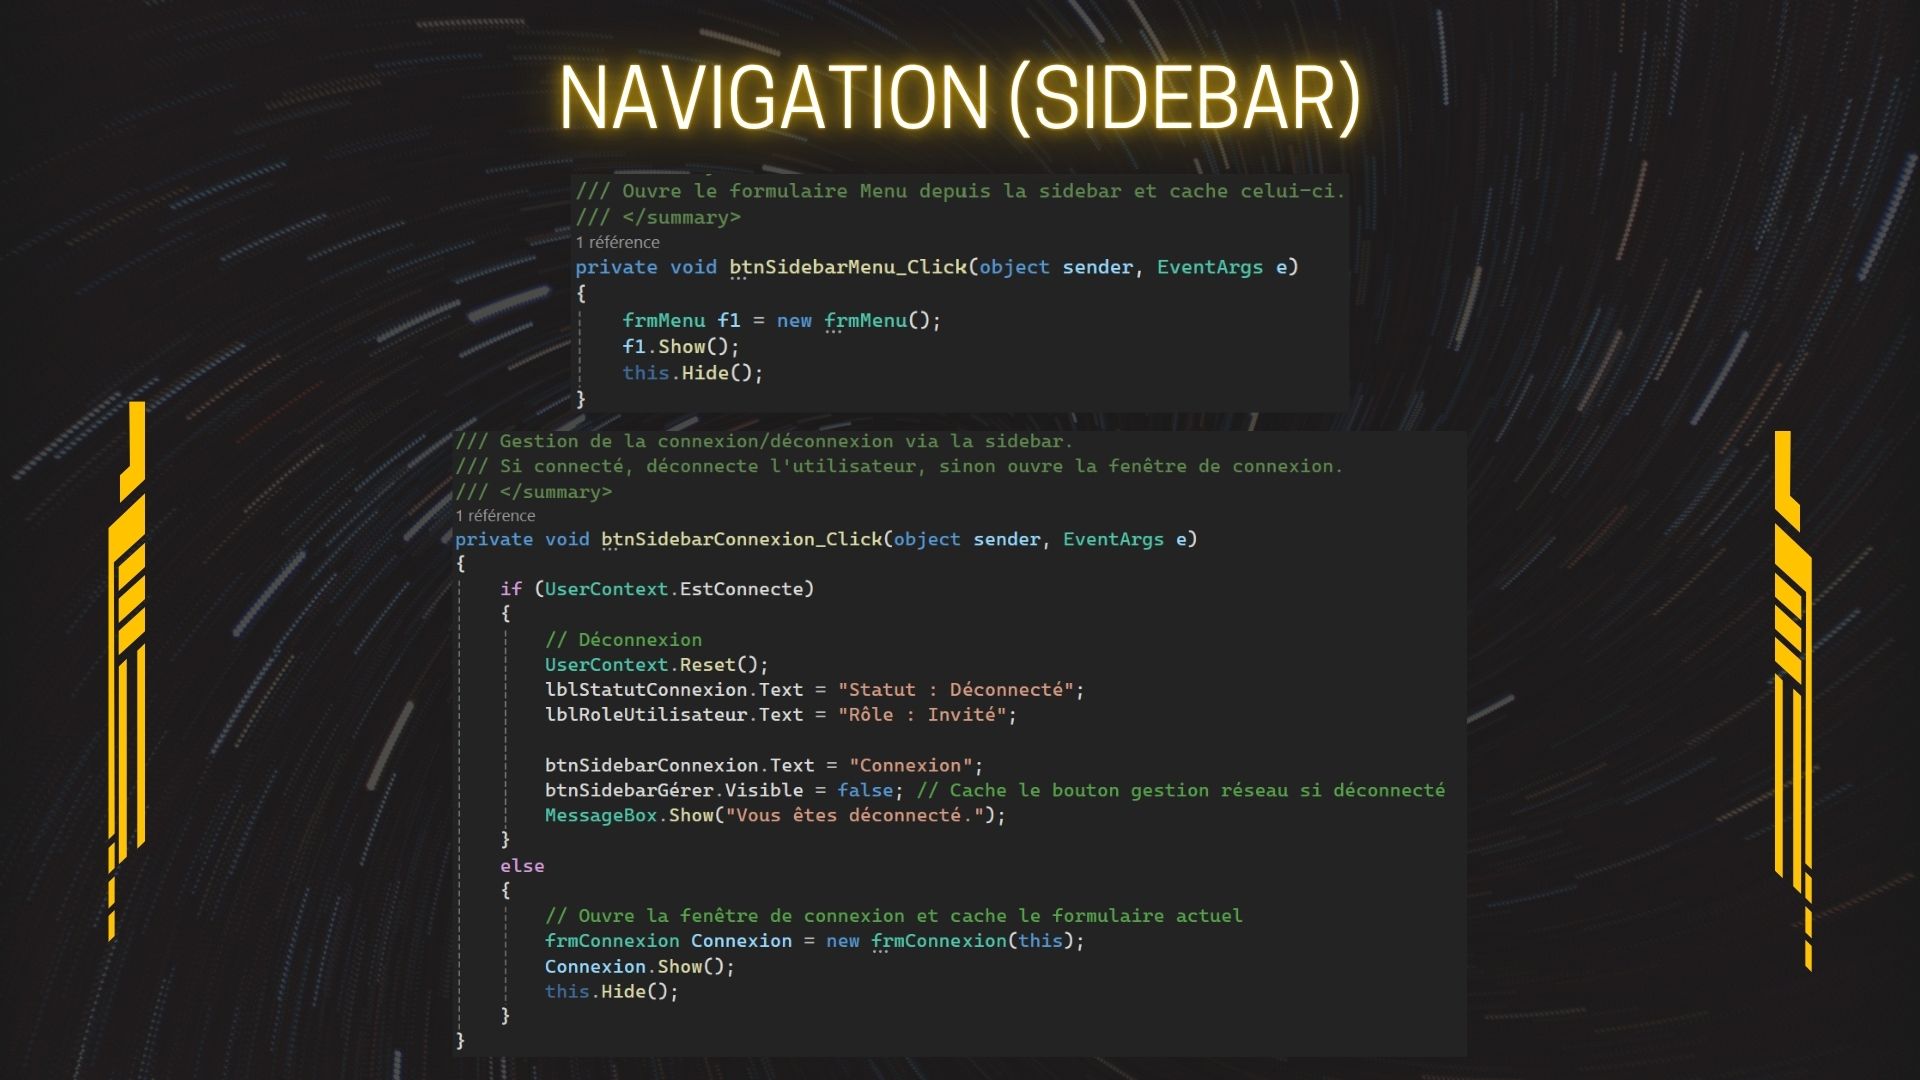 NAVIGATION (SIDEBAR)
/// Ouvre le formulaire Menu depuis la sidebar et cache celui-ci.
/// </summary>
1 référence
private void btnSidebarMenu_Click(object sender, EventArgs e)
{
    frmMenu f1 = new frmMenu();
    f1.Show();
    this.Hide();
}
/// Gestion de la connexion/déconnexion via la sidebar.
/// Si connecté, déconnecte l'utilisateur, sinon ouvre la fenêtre de connexion.
/// </summary>
1 référence
private void btnSidebarConnexion_Click(object sender, EventArgs e)
{
    if (UserContext.EstConnecte)
    {
        // Déconnexion
        UserContext.Reset();
        lblStatutConnexion.Text = "Statut : Déconnecté";
        lblRoleUtilisateur.Text = "Rôle : Invité";
        btnSidebarConnexion.Text = "Connexion";
        btnSidebarGérer.Visible = false; // Cache le bouton gestion réseau si déconnecté
        MessageBox.Show("Vous êtes déconnecté.");
    }
    else
    {
        // Ouvre la fenêtre de connexion et cache le formulaire actuel
        frmConnexion Connexion = new frmConnexion(this);
        Connexion.Show();
        this.Hide();
    }
}